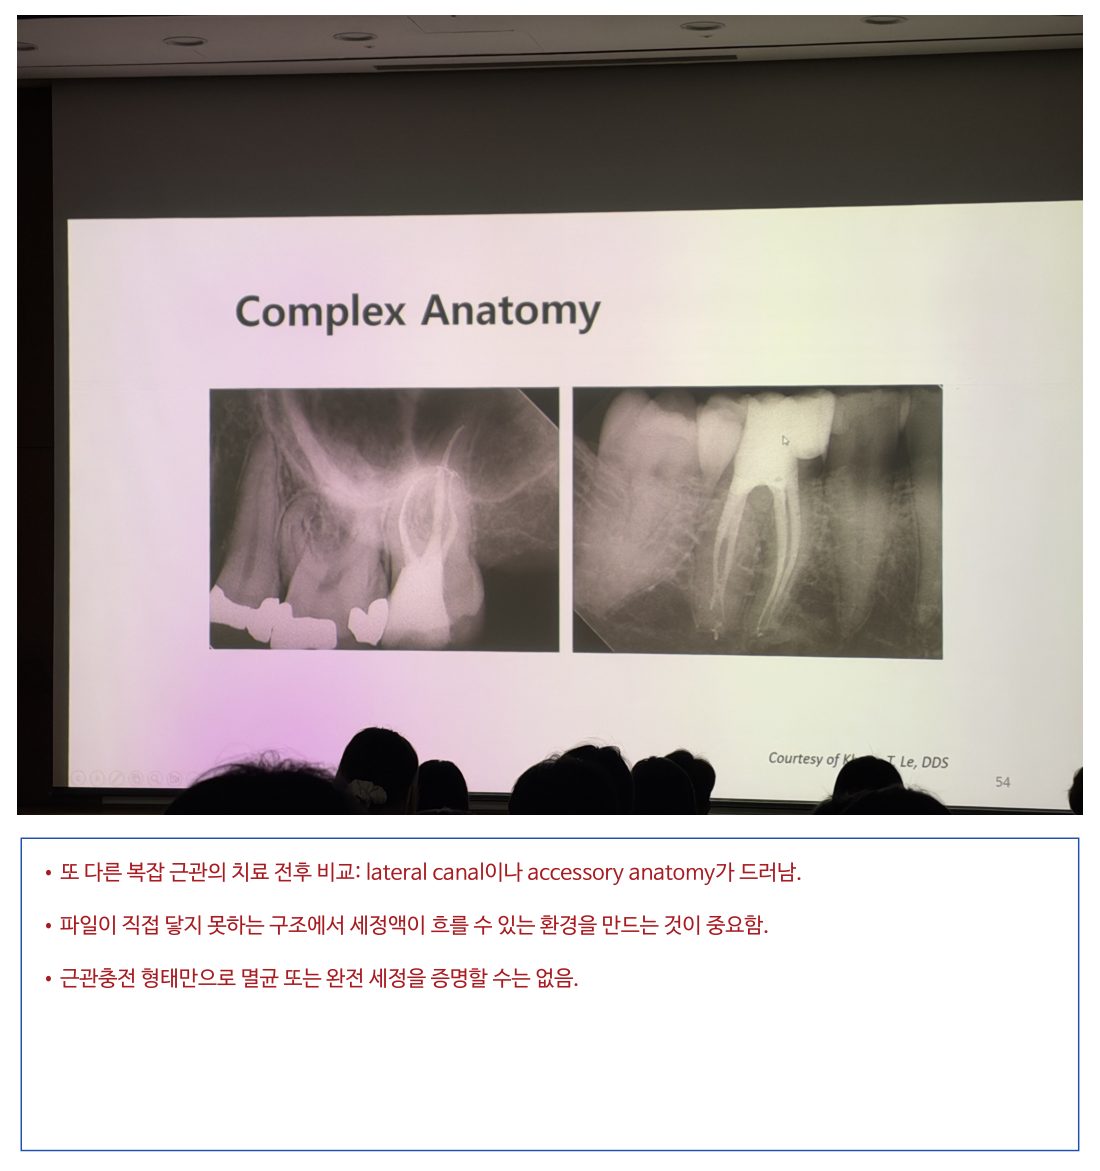 Complex Anatomy
Courtesy of T. Le, DDS
54
• 또 다른 복잡 근관의 치료 전후 비교: lateral canal이나 accessory anatomy가 드러남.
• 파일이 직접 닿지 못하는 구조에서 세정액이 흐를 수 있는 환경을 만드는 것이 중요함.
• 근관충전 형태만으로 멸균 또는 완전 세정을 증명할 수는 없음.